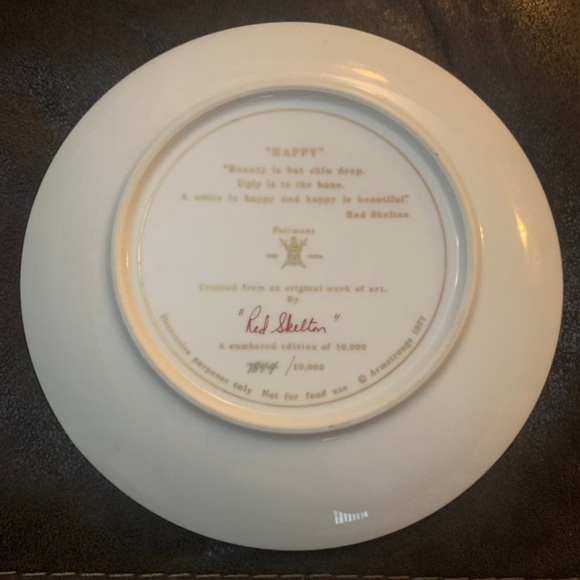 "HAPPY"
"Beauty is but skin deep.
Ugly is to the bone.
A smile is happy and happy is beautiful."
Red Skelton
Fairmont
Created from an original work of art.
By
"Red Skelton"
A numbered edition of 10,000
7844 /10,000
Decorative purposes only Not for food use © Armstrongs 1977